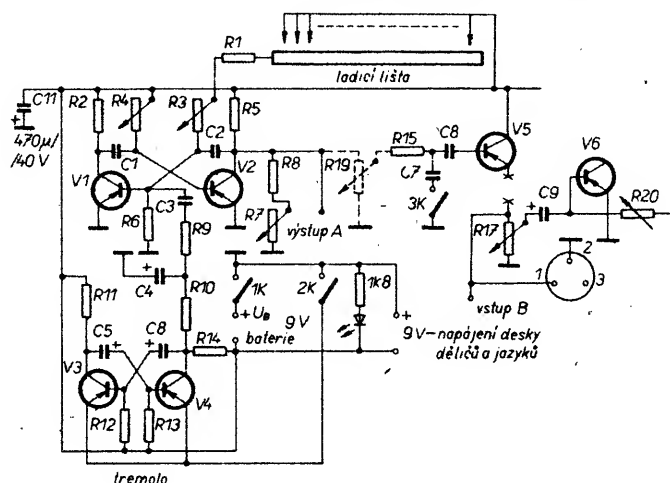 R1
ladicí lišta
C11
470µ/
/40 V
R2
R4
R3
R5
C1
C2
V1
V2
R6
C3
R9
R8
R7
výstup A
R19
R15
C8
C7
3K
V5
V6
C9
R17
R20
1
2
3
vstup B
C4
R10
R11
C5
C8
R14
V3
V4
R12
R13
1K
+ UB
baterie
2K
9 V
1k8
+
9 V – napájení desky
děličů a jazyků
tremolo